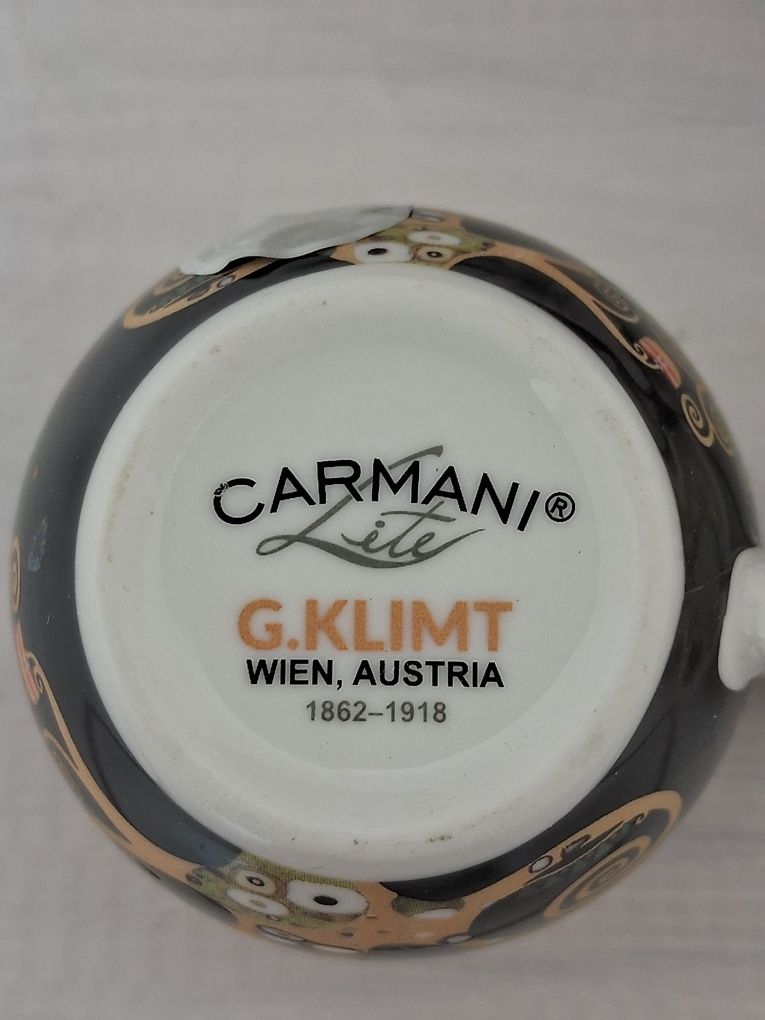 CARMANI®
Lite
G.KLIMT
WIEN, AUSTRIA
1862–1918